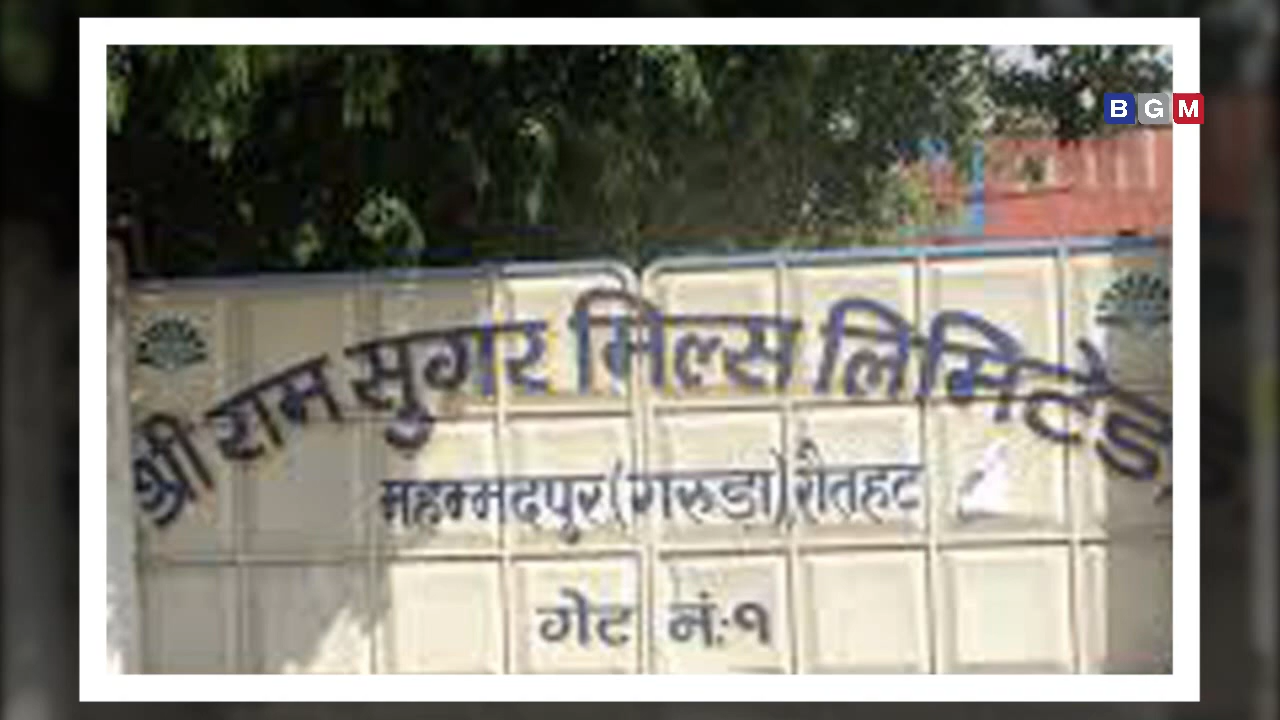 BGM
श्री राम सुगर मिल्स लिमिटेड,
महम्मदपुर (गरुडा) रौतहट
गेट नं:-१